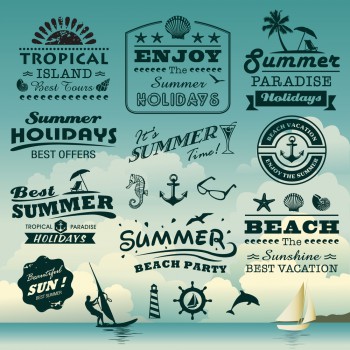 TROPICAL
ISLAND
Best Tours
ENJOY
The
Summer
HOLIDAYS
Summer
PARADISE
Holidays
Summer
HOLIDAYS
BEST OFFERS
It's
SUMMER
Time!
BEACH VACATION
ENJOY THE SUMMER
Best
SUMMER
TROPICAL PARADISE
HOLIDAYS
SUMMER
BEACH PARTY
BEACH
The
Sunshine
BEST VACATION
Beautiful
SUN!
BEST SUMMER